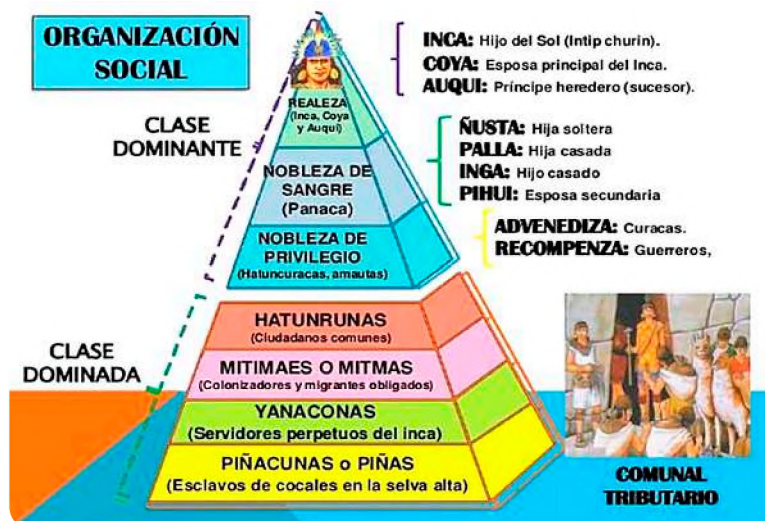 ORGANIZACIÓN
SOCIAL
INCA: Hijo del Sol (Intip churin).
COYA: Esposa principal del Inca.
AUQUI: Príncipe heredero (sucesor).
CLASE
DOMINANTE
REALEZA
(Inca, Coya
y Auqui)
ÑUSTA: Hija soltera
PALLA: Hija casada
INGA: Hijo casado
PIHUI: Esposa secundaria
NOBLEZA DE
SANGRE
(Panaca)
ADVENEDIZA: Curacas.
RECOMPENZA: Guerreros,
NOBLEZA DE
PRIVILEGIO
(Hatuncuracas, amautas)
CLASE
DOMINADA
HATUNRUNAS
(Ciudadanos comunes)
MITIMAES O MITMAS
(Colonizadores y migrantes obligados)
YANACONAS
(Servidores perpetuos del inca)
PIÑACUNAS o PIÑAS
(Esclavos de cocales en la selva alta)
COMUNAL
TRIBUTARIO